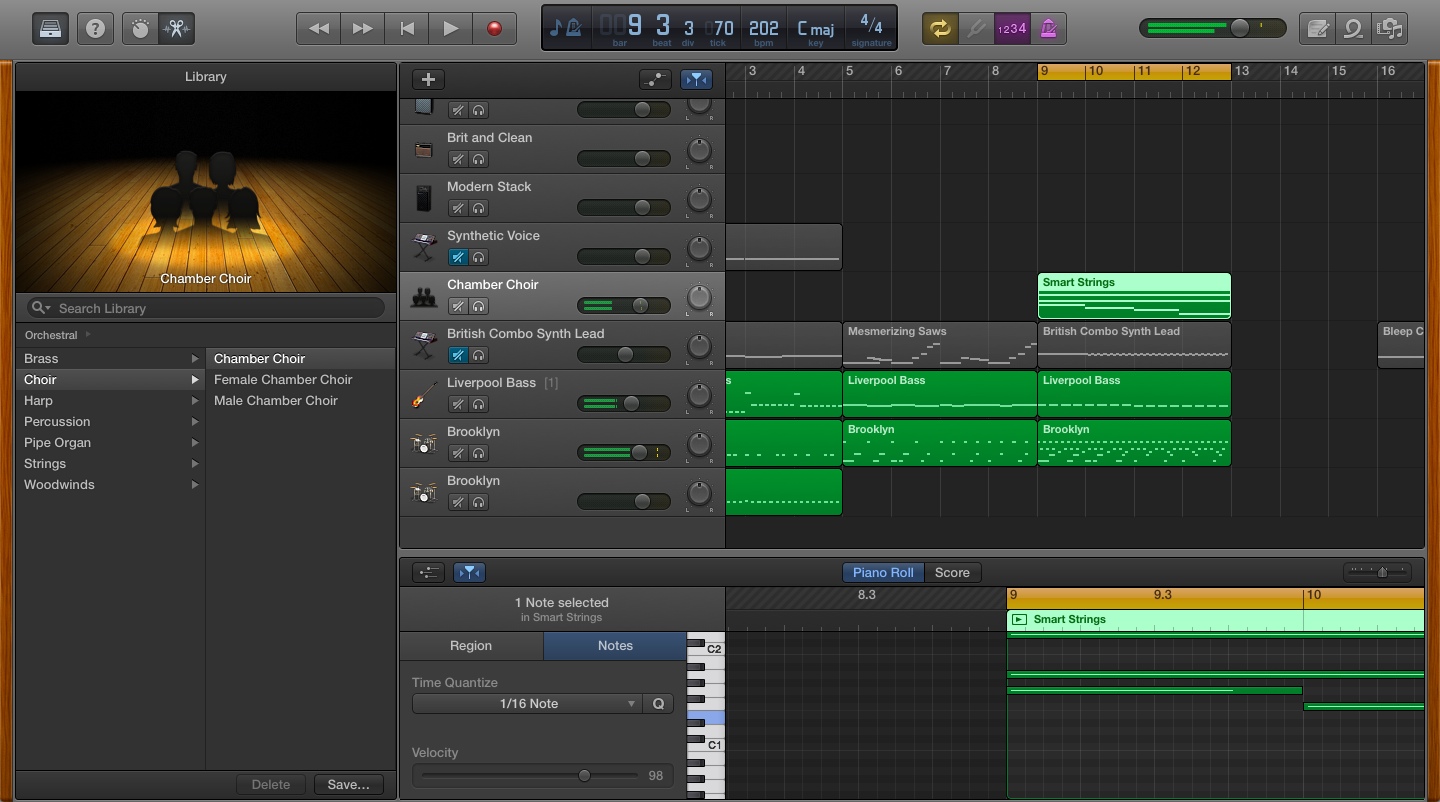 9 3 3 70 202 C maj 4/4
bar beat div tick bpm key signature
1234
Library
Chamber Choir
Search Library
Orchestral
Brass
Choir
Harp
Percussion
Pipe Organ
Strings
Woodwinds
Chamber Choir
Female Chamber Choir
Male Chamber Choir
Delete
Save...
3 4 5 6 7 8 9 10 11 12 13 14 15 16
L R
Brit and Clean
L R
Modern Stack
L R
Synthetic Voice
L R
Chamber Choir
L R
Smart Strings
British Combo Synth Lead
L R
Mesmerizing Saws
British Combo Synth Lead
Bleep C
Liverpool Bass [1]
L R
s
Liverpool Bass
Liverpool Bass
Brooklyn
L R
Brooklyn
Brooklyn
Brooklyn
L R
Piano Roll
Score
1 Note selected
in Smart Strings
8.3 9 9.3 10
Smart Strings
Region
Notes
C2
Time Quantize
1/16 Note
Q
C1
Velocity
98